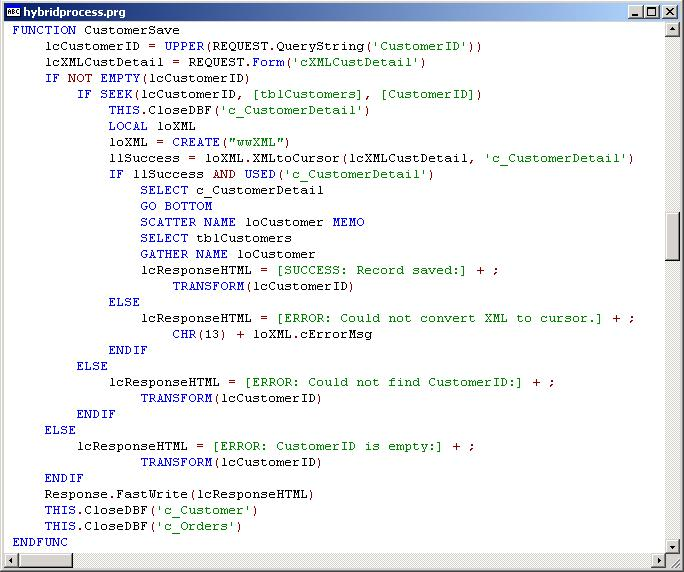 hybridprocess.prg
FUNCTION CustomerSave
lcCustomerID = UPPER(REQUEST.QueryString('CustomerID'))
lcXMLCustDetail = REQUEST.Form('cXMLCustDetail')
IF NOT EMPTY(lcCustomerID)
IF SEEK(lcCustomerID, [tblCustomers], [CustomerID])
THIS.CloseDBF('c_CustomerDetail')
LOCAL loXML
loXML = CREATE("wwXML")
llSuccess = loXML.XMLtoCursor(lcXMLCustDetail, 'c_CustomerDetail')
IF llSuccess AND USED('c_CustomerDetail')
SELECT c_CustomerDetail
GO BOTTOM
SCATTER NAME loCustomer MEMO
SELECT tblCustomers
GATHER NAME loCustomer
lcResponseHTML = [SUCCESS: Record saved:] + ;
TRANSFORM(lcCustomerID)
ELSE
lcResponseHTML = [ERROR: Could not convert XML to cursor.] + ;
CHR(13) + loXML.cErrorMsg
ENDIF
ELSE
lcResponseHTML = [ERROR: Could not find CustomerID:] + ;
TRANSFORM(lcCustomerID)
ENDIF
ELSE
lcResponseHTML = [ERROR: CustomerID is empty:] + ;
TRANSFORM(lcCustomerID)
ENDIF
Response.FastWrite(lcResponseHTML)
THIS.CloseDBF('c_Customer')
THIS.CloseDBF('c_Orders')
ENDFUNC